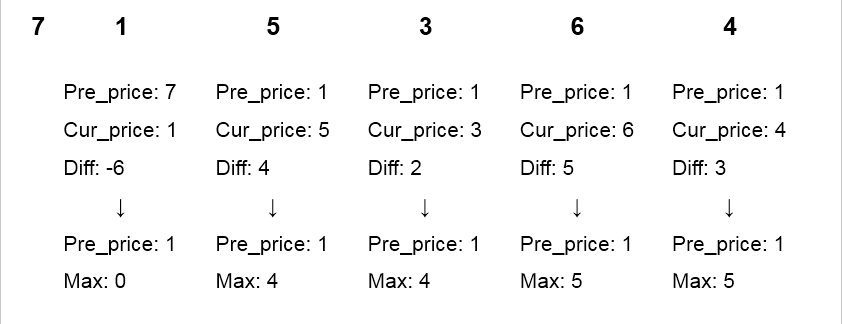 7 1 5 3 6 4
Pre_price: 7 Pre_price: 1 Pre_price: 1 Pre_price: 1 Pre_price: 1
Cur_price: 1 Cur_price: 5 Cur_price: 3 Cur_price: 6 Cur_price: 4
Diff: -6 Diff: 4 Diff: 2 Diff: 5 Diff: 3
↓ ↓ ↓ ↓ ↓
Pre_price: 1 Pre_price: 1 Pre_price: 1 Pre_price: 1 Pre_price: 1
Max: 0 Max: 4 Max: 4 Max: 5 Max: 5